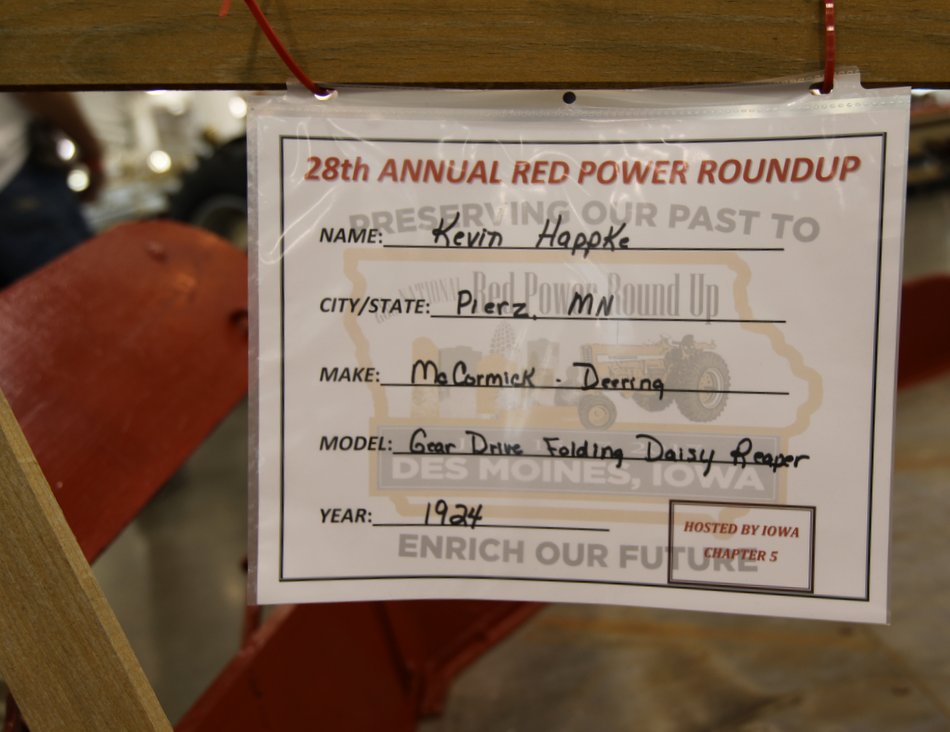 28th ANNUAL RED POWER ROUNDUP
PRESERVING OUR PAST TO
NAME: Kevin Happke
NATIONAL Red Power Round Up
CITY/STATE: Pierz, MN
MAKE: McCormick - Deering
MODEL: Gear Drive Folding Daisy Reaper
DES MOINES, IOWA
YEAR: 1924
HOSTED BY IOWA
CHAPTER 5
ENRICH OUR FUTURE